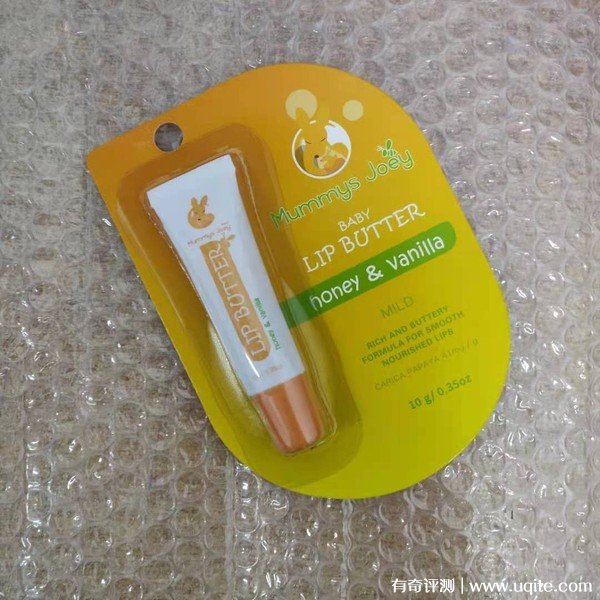 Mummys Joey
BABY
LIP BUTTER
honey & vanilla
MILD
RICH AND BUTTERY
FORMULA FOR SMOOTH
NOURISHED LIPS
10 g/ 0.35oz
Mummys Joey
LIP BUTTER
honey & vanilla
有奇评测 | www.uqite.com